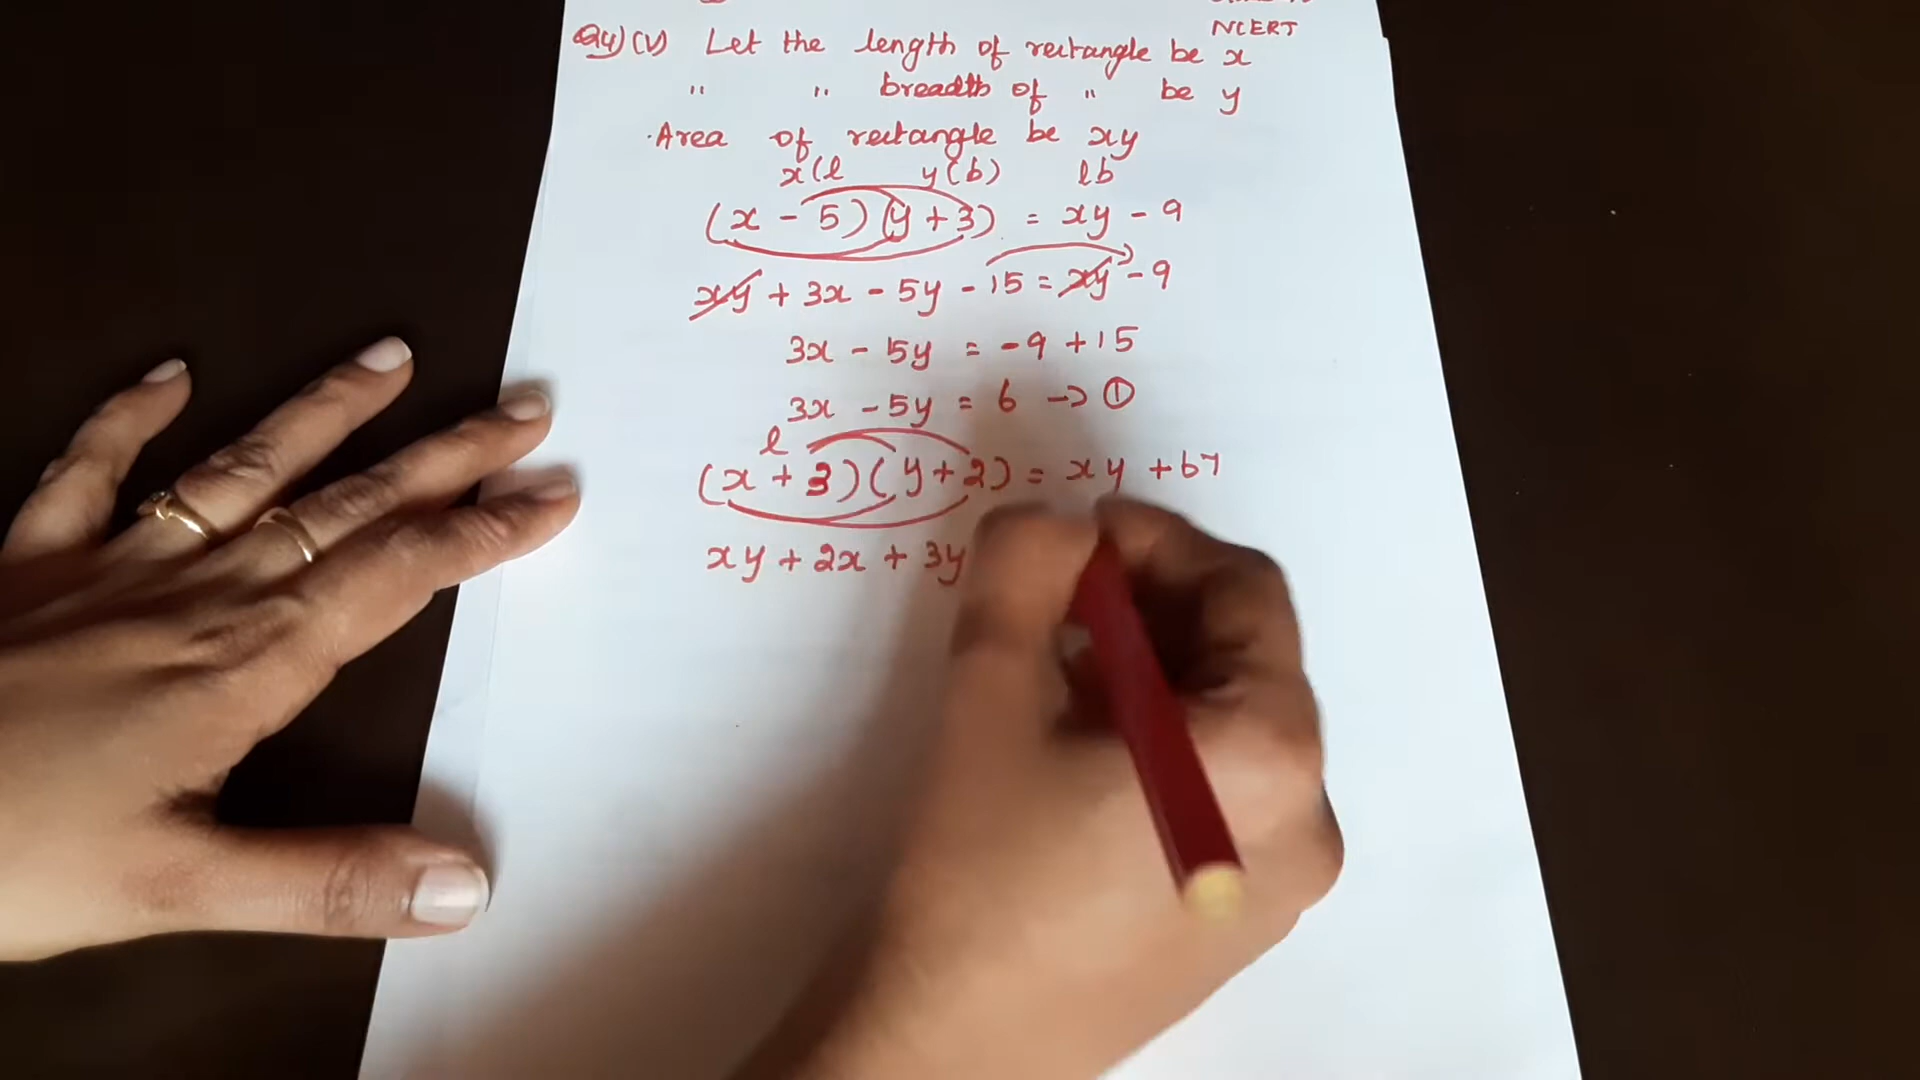 NCERT
Q4) (v) Let the length of rectangle be x
" " breadth of " be y
Area of rectangle be xy
x(l y(b) lb
(x - 5)(y + 3) = xy - 9
xy + 3x - 5y - 15 = xy - 9
3x - 5y = -9 + 15
3x - 5y = 6 → ①
l
(x + 3)(y + 2) = xy + 67
xy + 2x + 3y